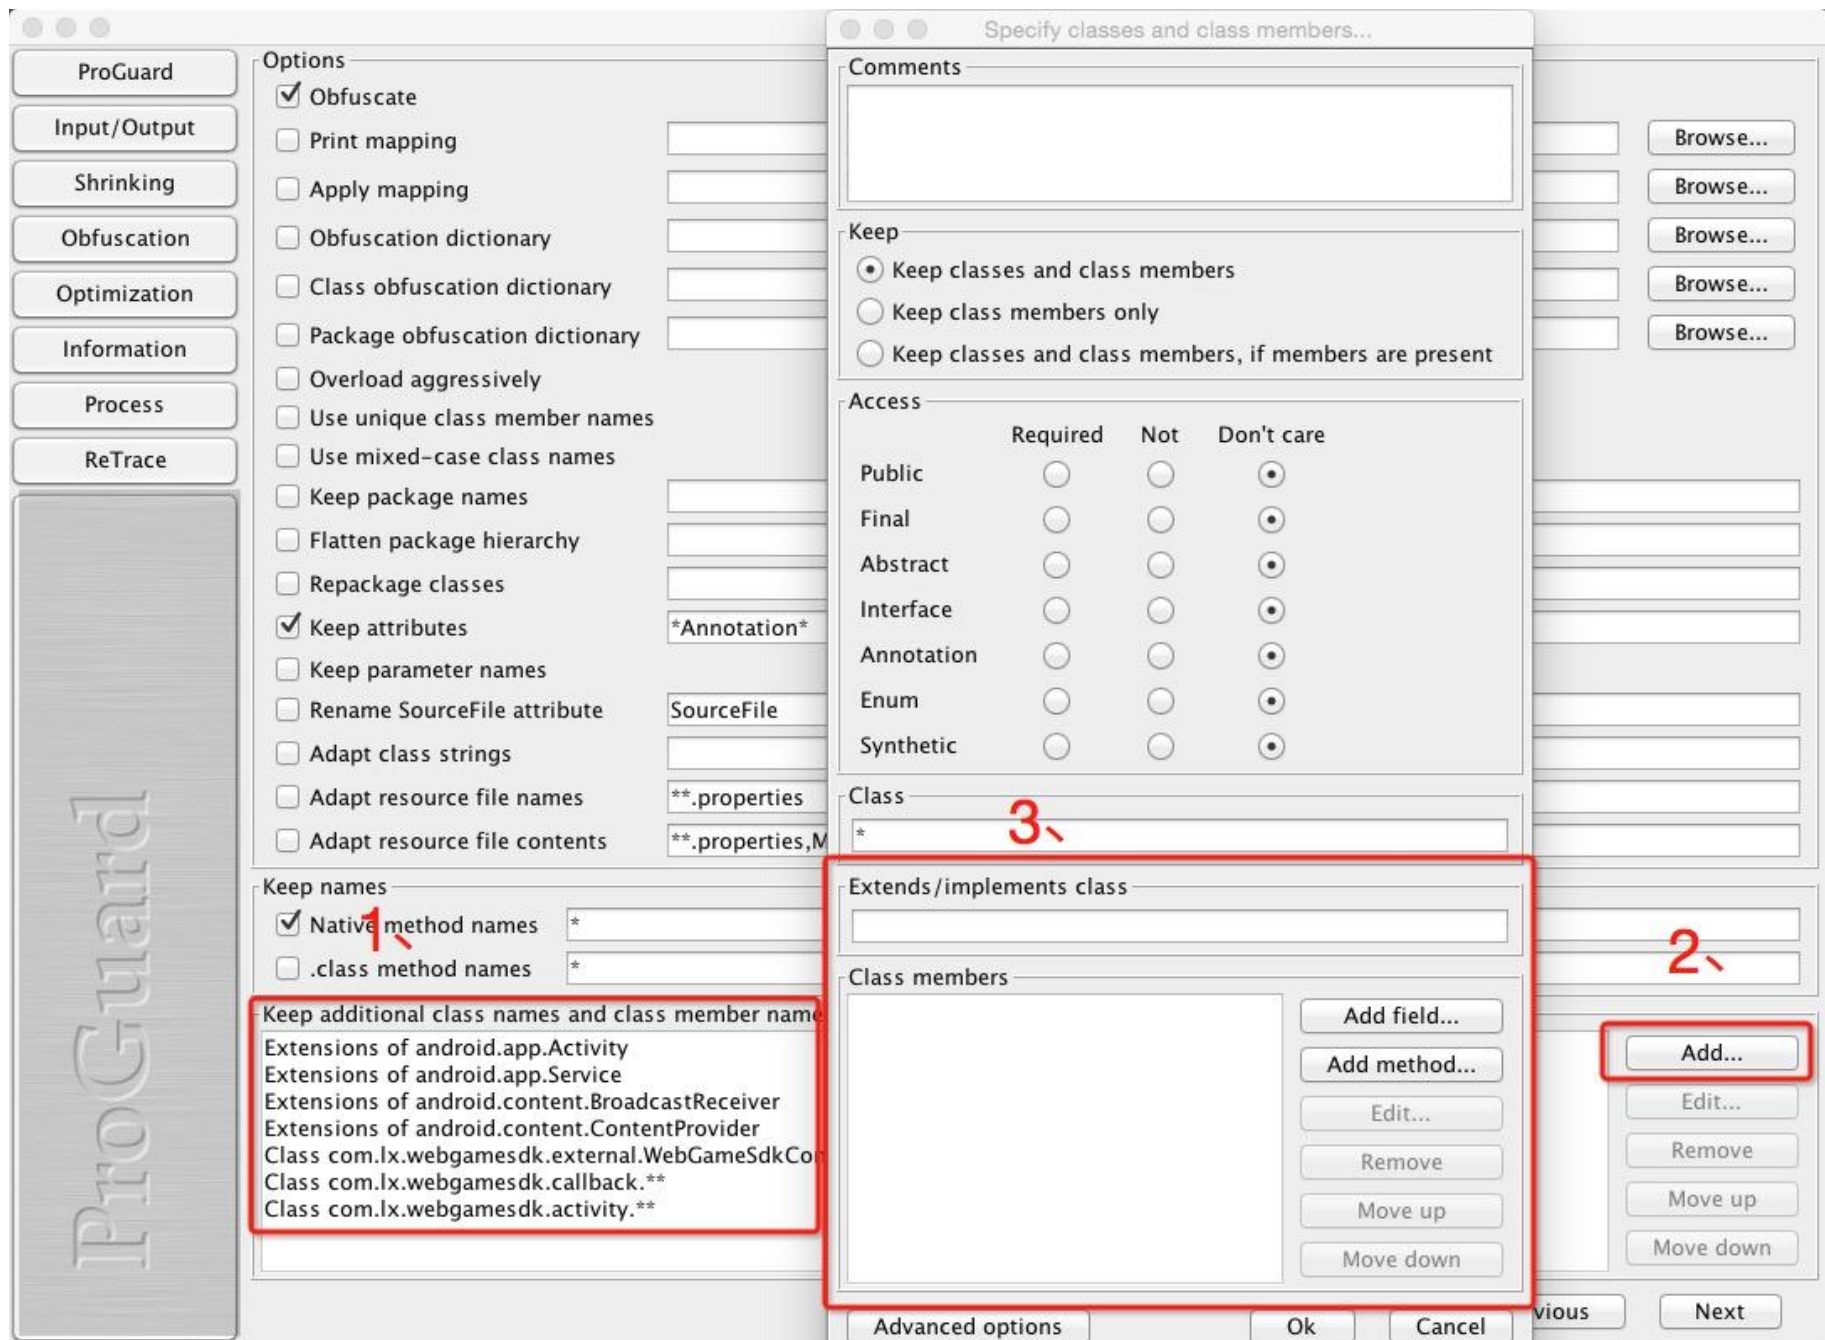 ProGuard
Input/Output
Shrinking
Obfuscation
Optimization
Information
Process
ReTrace
ProGuard
Options
Obfuscate
Print mapping
Apply mapping
Obfuscation dictionary
Class obfuscation dictionary
Package obfuscation dictionary
Overload aggressively
Use unique class member names
Use mixed-case class names
Keep package names
Flatten package hierarchy
Repackage classes
Keep attributes *Annotation*
Keep parameter names
Rename SourceFile attribute SourceFile
Adapt class strings
Adapt resource file names **.properties
Adapt resource file contents **.properties,M
Keep names
Native method names *
1、
.class method names *
Keep additional class names and class member name
Extensions of android.app.Activity
Extensions of android.app.Service
Extensions of android.content.BroadcastReceiver
Extensions of android.content.ContentProvider
Class com.lx.webgamesdk.external.WebGameSdkCon
Class com.lx.webgamesdk.callback.**
Class com.lx.webgamesdk.activity.**
Specify classes and class members...
Comments
Keep
Keep classes and class members
Keep class members only
Keep classes and class members, if members are present
Access
Required Not Don't care
Public
Final
Abstract
Interface
Annotation
Enum
Synthetic
Class
3、
*
Extends/implements class
Class members
Add field...
Add method...
Edit...
Remove
Move up
Move down
Advanced options Ok Cancel
Browse...
Browse...
Browse...
Browse...
Browse...
2、
Add...
Edit...
Remove
Move up
Move down
vious Next